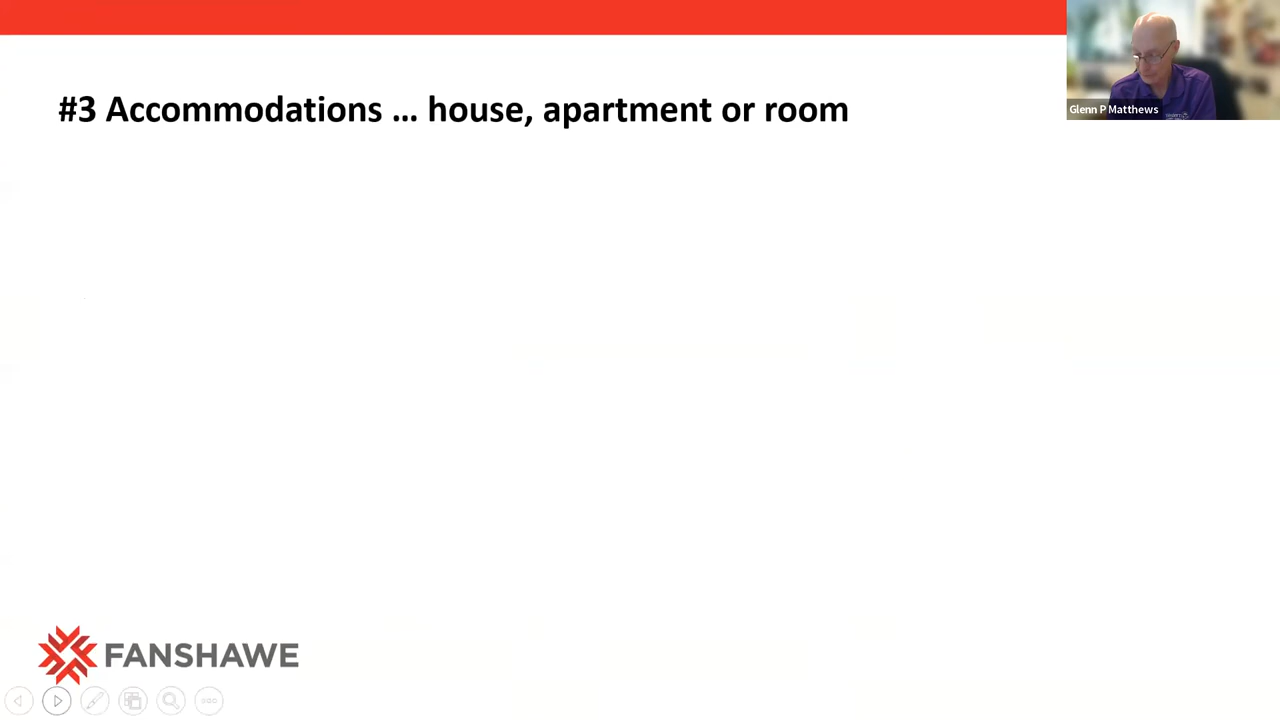 #3 Accommodations … house, apartment or room
Glenn P Matthews
FANSHAWE